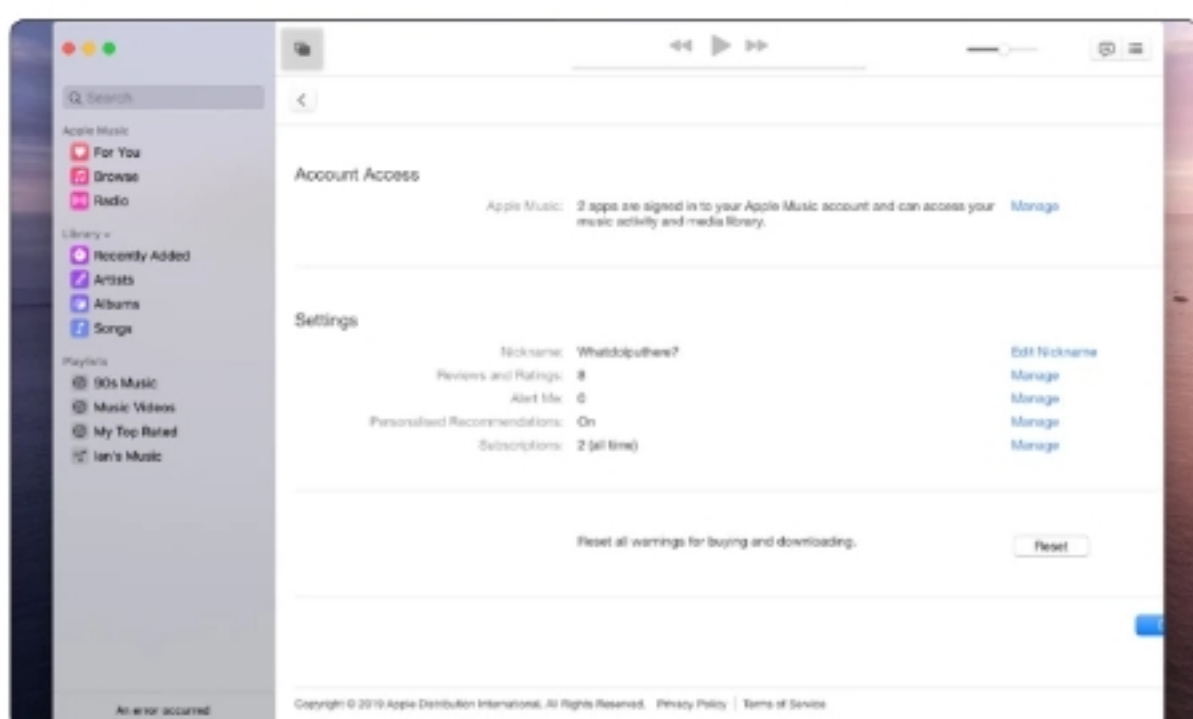 Search
Apple Music
For You
Browse
Radio
Library
Recently Added
Artists
Albums
Songs
Playlists
90s Music
Music Videos
My Top Rated
Ian's Music
An error occurred
Account Access
Apple Music: 2 apps are signed in to your Apple Music account and can access your Manage
music activity and media library.
Settings
Nickname: Whatdoiputhere? Edit Nickname
Reviews and Ratings: 8 Manage
Alert Me: 0 Manage
Personalised Recommendations: On Manage
Subscriptions: 2 (all time) Manage
Reset all warnings for buying and downloading. Reset
Copyright © 2019 Apple Distribution International. All Rights Reserved. Privacy Policy | Terms of Service